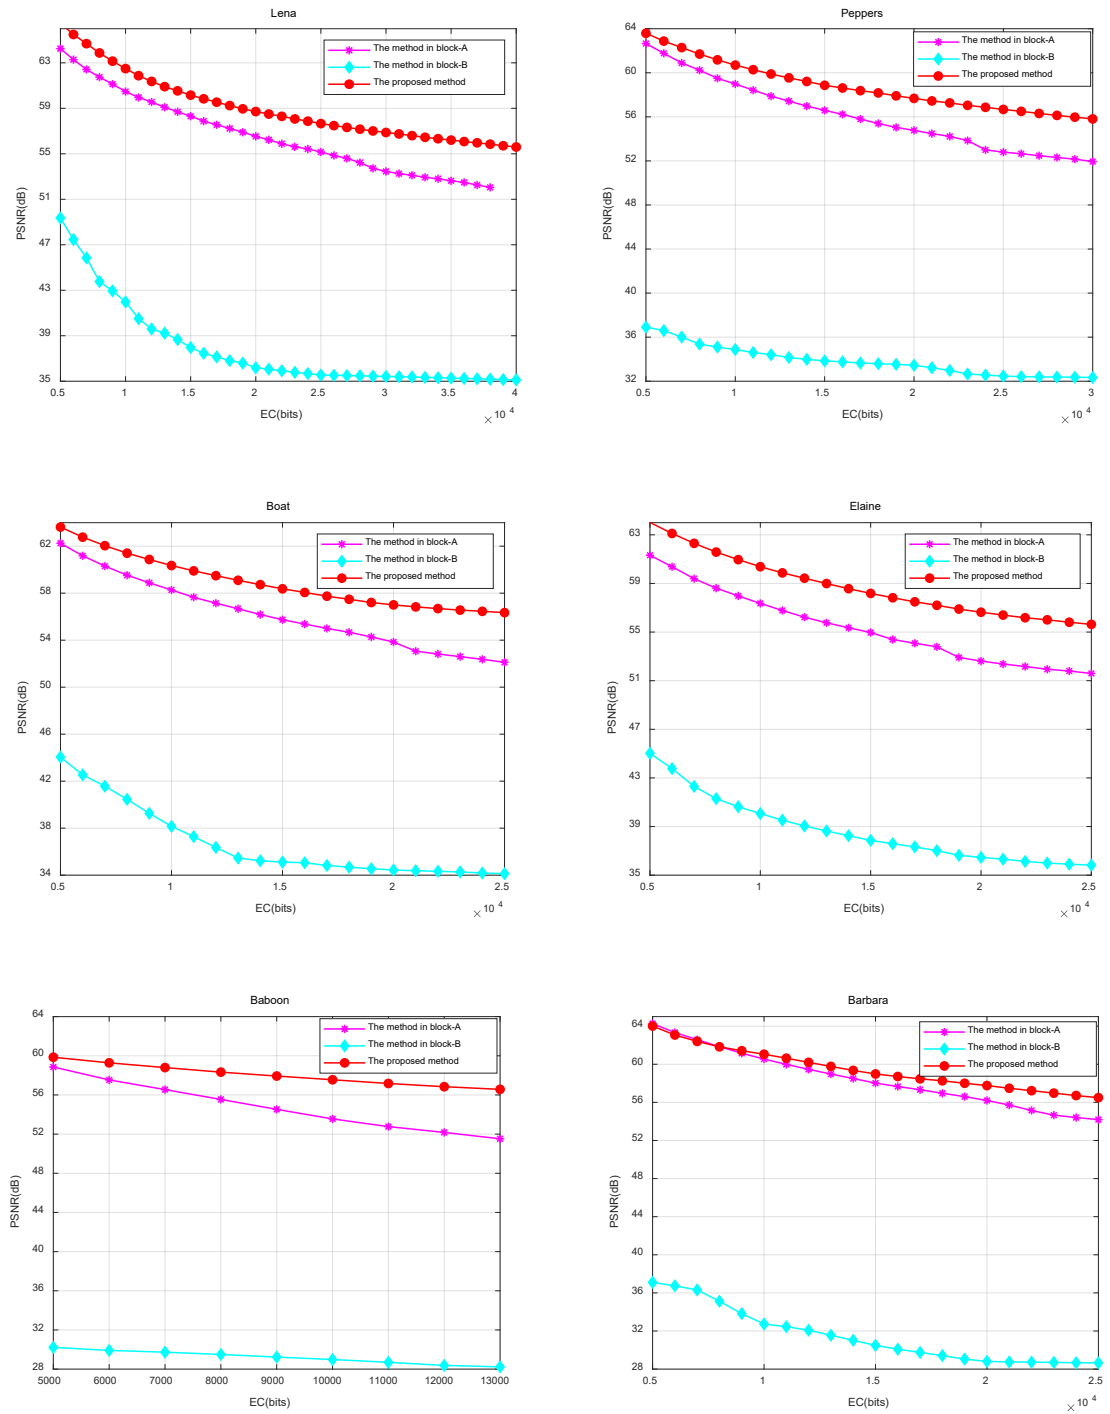 Lena
63
59
55
51
47
43
39
35
PSNR(dB)
0.5
1
1.5
2
2.5
3
3.5
4
EC(bits)
× 10 4
The method in block-A
The method in block-B
The proposed method
Peppers
64
60
56
52
48
44
40
36
32
PSNR(dB)
0.5
1
1.5
2
2.5
3
EC(bits)
× 10 4
The method in block-A
The method in block-B
The proposed method
Boat
62
58
54
50
46
42
38
34
PSNR(dB)
0.5
1
1.5
2
2.5
EC(bits)
× 10 4
The method in block-A
The method in block-B
The proposed method
Elaine
63
59
55
51
47
43
39
35
PSNR(dB)
0.5
1
1.5
2
2.5
EC(bits)
× 10 4
The method in block-A
The method in block-B
The proposed method
Baboon
64
60
56
52
48
44
40
36
32
28
PSNR(dB)
5000
6000
7000
8000
9000
10000
11000
12000
13000
EC(bits)
The method in block-A
The method in block-B
The proposed method
Barbara
64
60
56
52
48
44
40
36
32
28
PSNR(dB)
0.5
1
1.5
2
2.5
EC(bits)
× 10 4
The method in block-A
The method in block-B
The proposed method